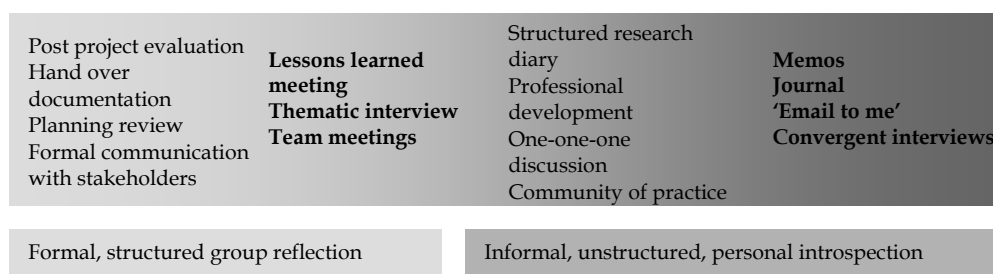 Post project evaluation
Hand over
documentation
Planning review
Formal communication
with stakeholders
Lessons learned
meeting
Thematic interview
Team meetings
Structured research
diary
Professional
development
One-one-one
discussion
Community of practice
Memos
Journal
‘Email to me’
Convergent interviews
Formal, structured group reflection
Informal, unstructured, personal introspection